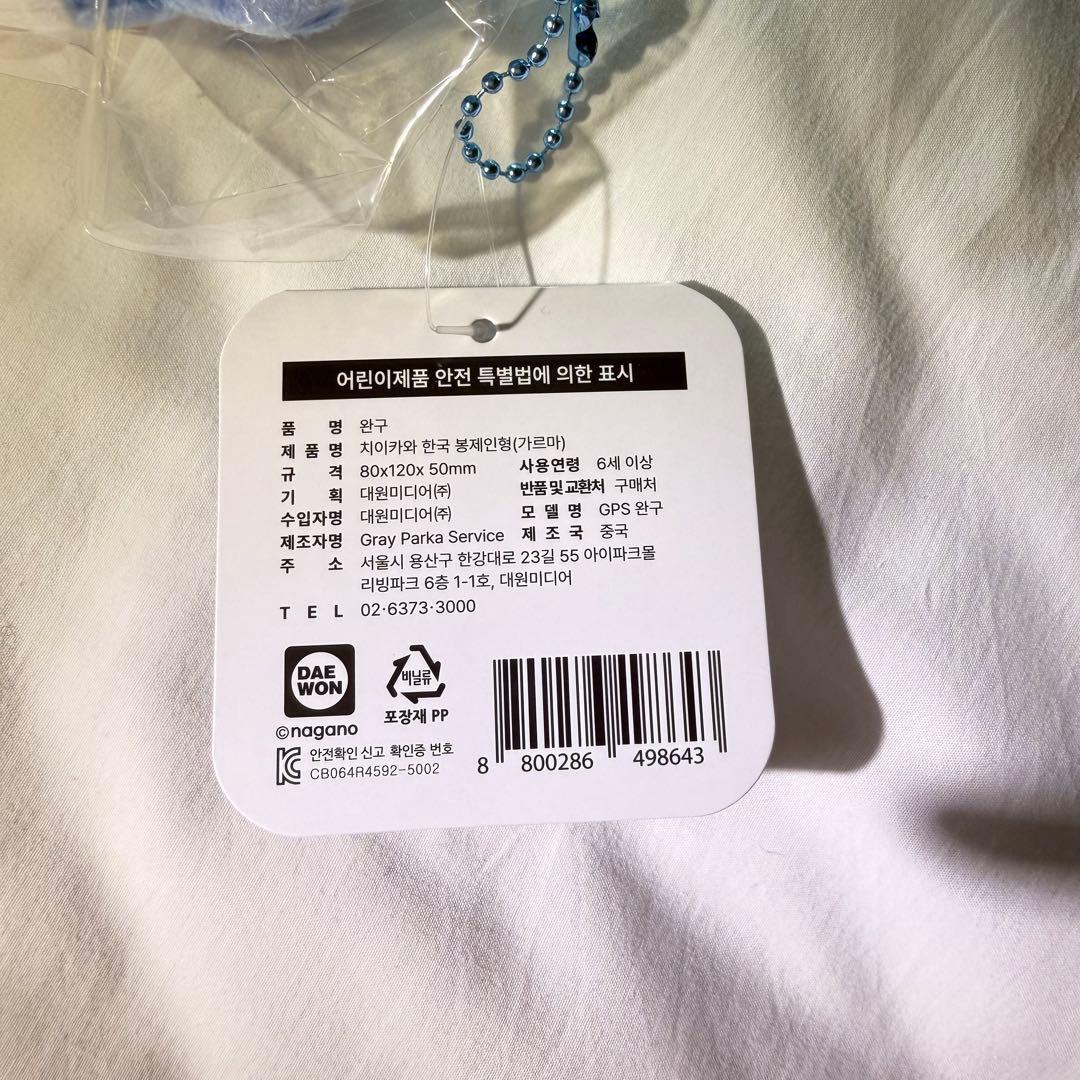 어린이제품 안전 특별법에 의한 표시
품 명 완구
제 품 명 치이카와 한국 봉제인형(가르마)
규 격 80x120x 50mm 사용연령 6세 이상
기 획 대원미디어㈜ 반품 및 교환처 구매처
수입자명 대원미디어㈜ 모 델 명 GPS 완구
제조자명 Gray Parka Service 제 조 국 중국
주 소 서울시 용산구 한강대로 23길 55 아이파크몰
리빙파크 6층 1-1호, 대원미디어
T E L 02·6373·3000
DAE
WON
비닐류
포장재 PP
©nagano
안전확인 신고 확인증 번호
CB064R4592-5002
8 800286 498643